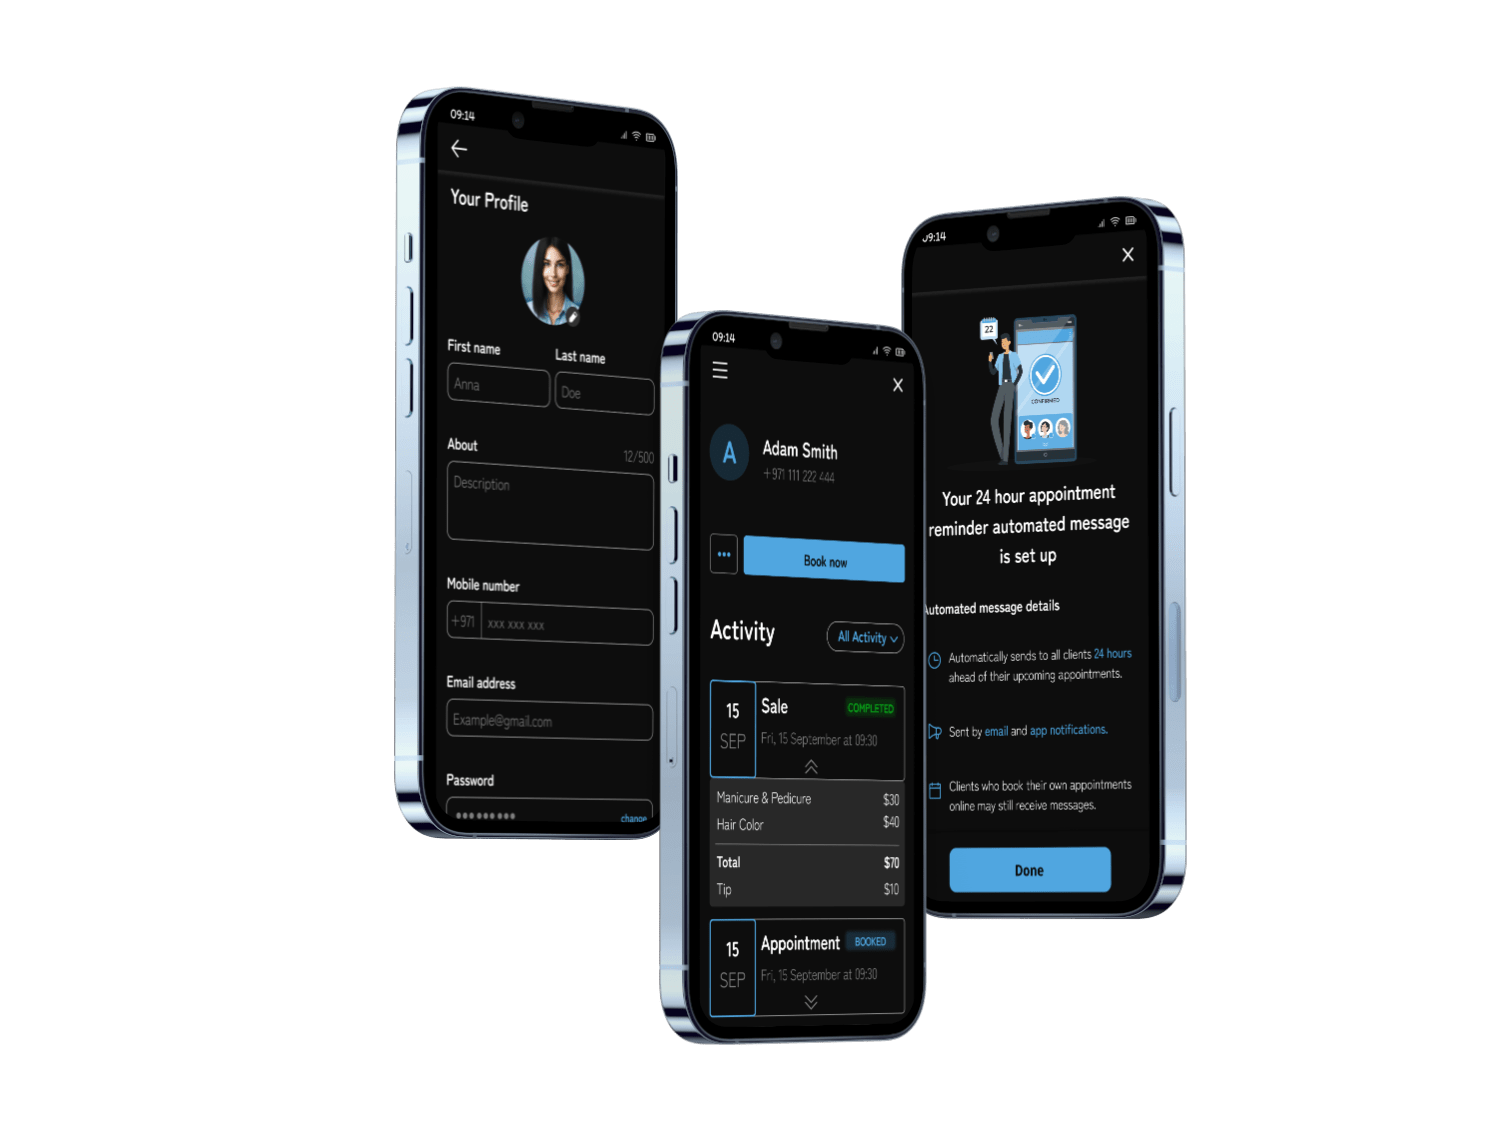 09:14
Your Profile
First name
Last name
Anna
Doe
About
12/500
Description
Mobile number
+971
xxx xxx xxx
Email address
Example@gmail.com
Password
change
09:14
X
A
Adam Smith
+971 111 222 444
Book now
Activity
All Activity
15
SEP
Sale
COMPLETED
Fri, 15 September at 09:30
Manicure & Pedicure
$30
Hair Color
$40
Total
$70
Tip
$10
15
SEP
Appointment
BOOKED
Fri, 15 September at 09:30
09:14
X
22
CONFIRMED
Your 24 hour appointment
reminder automated message
is set up
Automated message details
Automatically sends to all clients 24 hours
ahead of their upcoming appointments.
Sent by email and app notifications.
Clients who book their own appointments
online may still receive messages.
Done